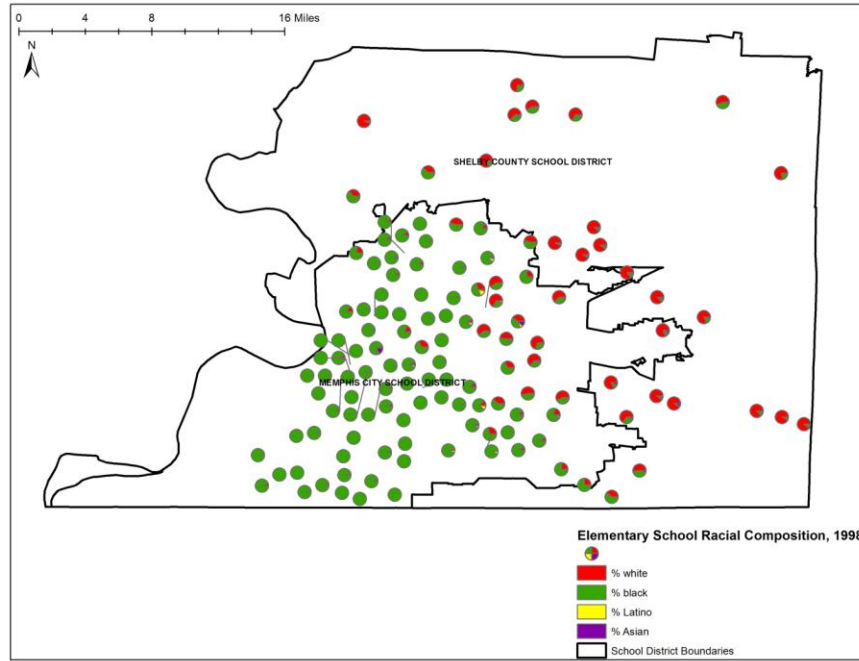 0 4 8 16 Miles
N
SHELBY COUNTY SCHOOL DISTRICT
MEMPHIS CITY SCHOOL DISTRICT
Elementary School Racial Composition, 1998
% white
% black
% Latino
% Asian
School District Boundaries